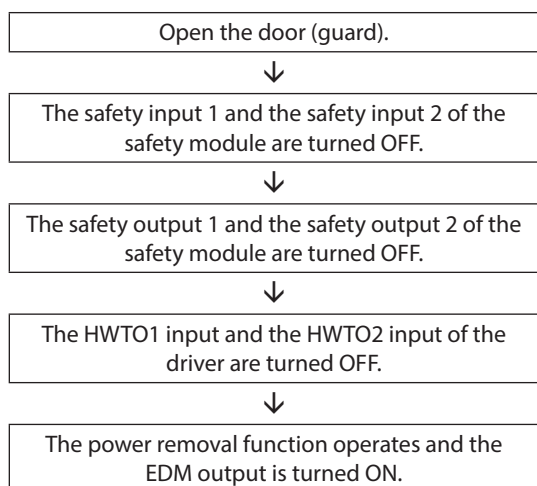 Open the door (guard).
The safety input 1 and the safety input 2 of the
safety module are turned OFF.
The safety output 1 and the safety output 2 of the
safety module are turned OFF.
The HWTO1 input and the HWTO2 input of the
driver are turned OFF.
The power removal function operates and the
EDM output is turned ON.